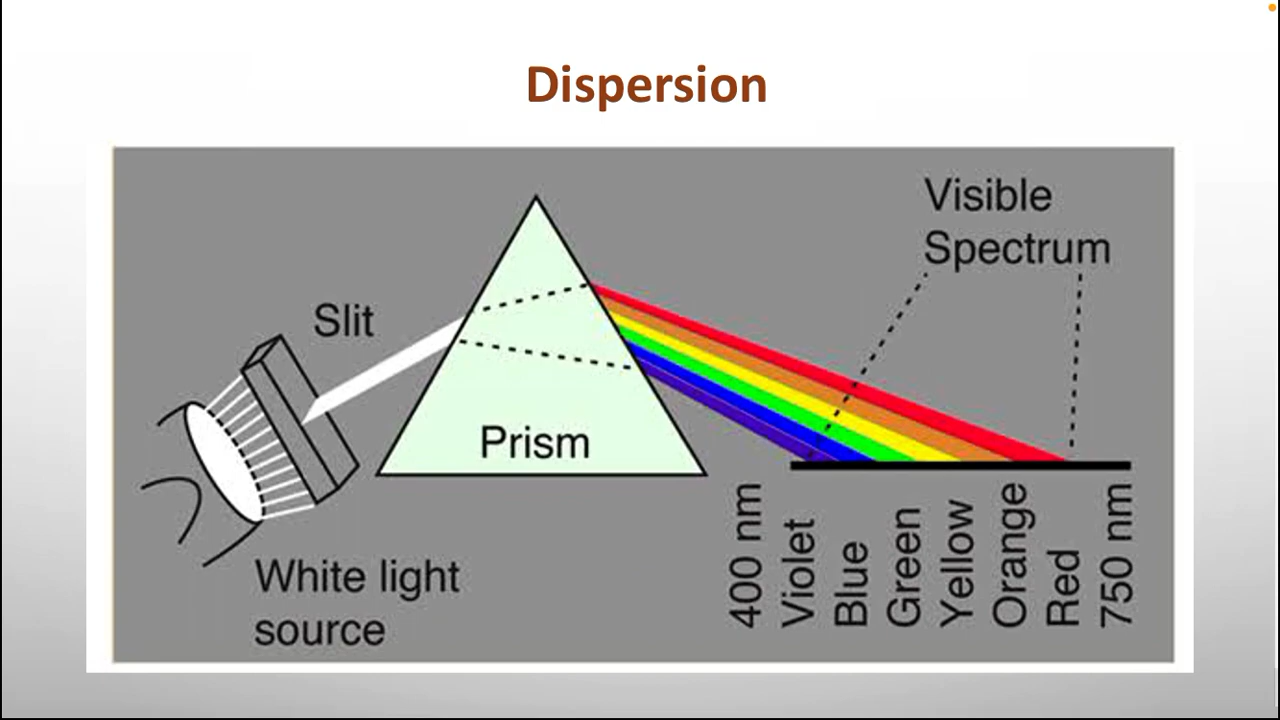 Dispersion
Visible
Spectrum
Slit
Prism
White light
source
400 nm
Violet
Blue
Green
Yellow
Orange
Red
750 nm